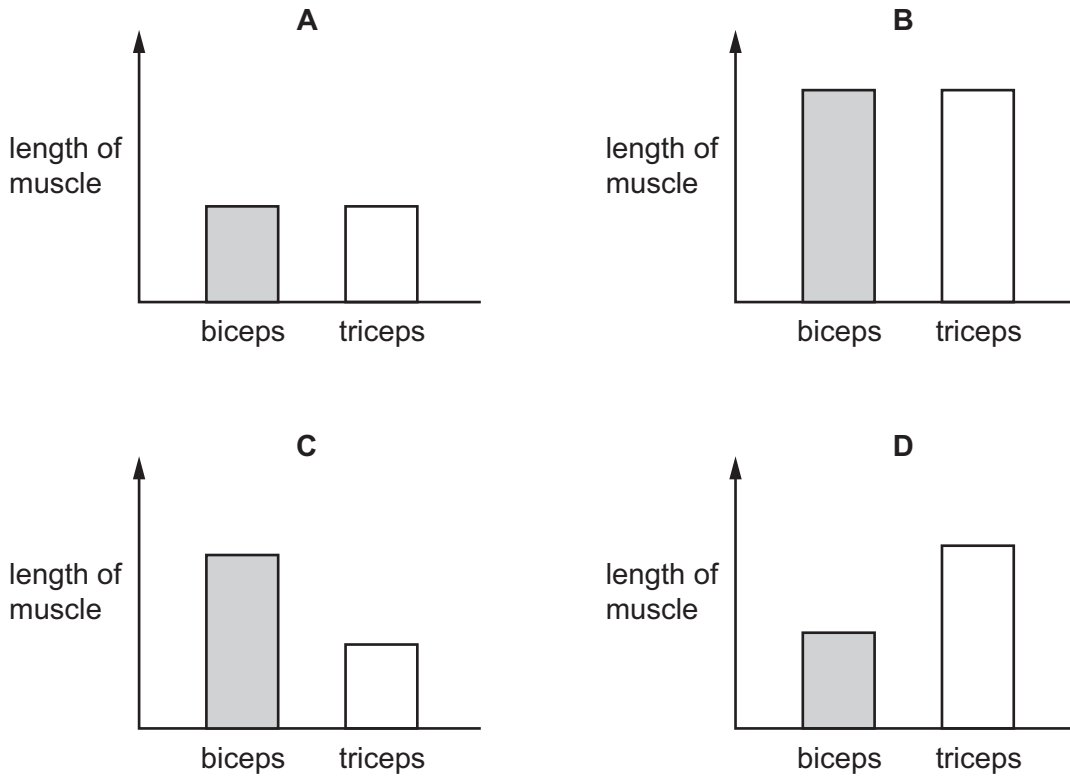 A
length of
muscle
biceps triceps
B
length of
muscle
biceps triceps
C
length of
muscle
biceps triceps
D
length of
muscle
biceps triceps